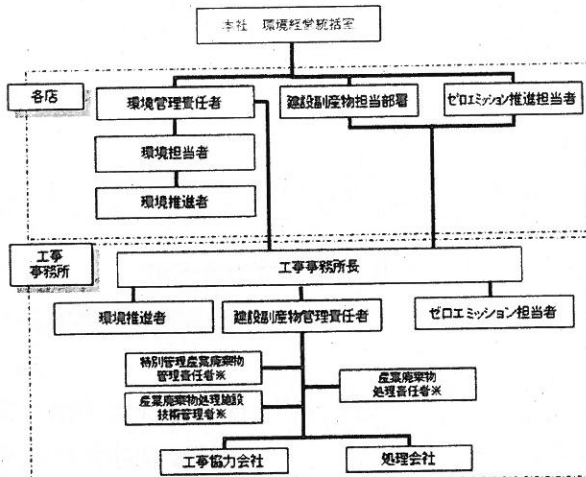 本社 環境経営統括室
各店
環境管理責任者
建設副産物担当部署
ゼロエミッション推進担当者
環境担当者
環境推進者
工事
事務所
工事事務所長
環境推進者
建設副産物管理責任者
ゼロエミッション担当者
特別管理産業廃棄物
管理責任者※
産業廃棄物
処理責任者※
産業廃棄物処理施設
技術管理者※
工事協力会社
処理会社